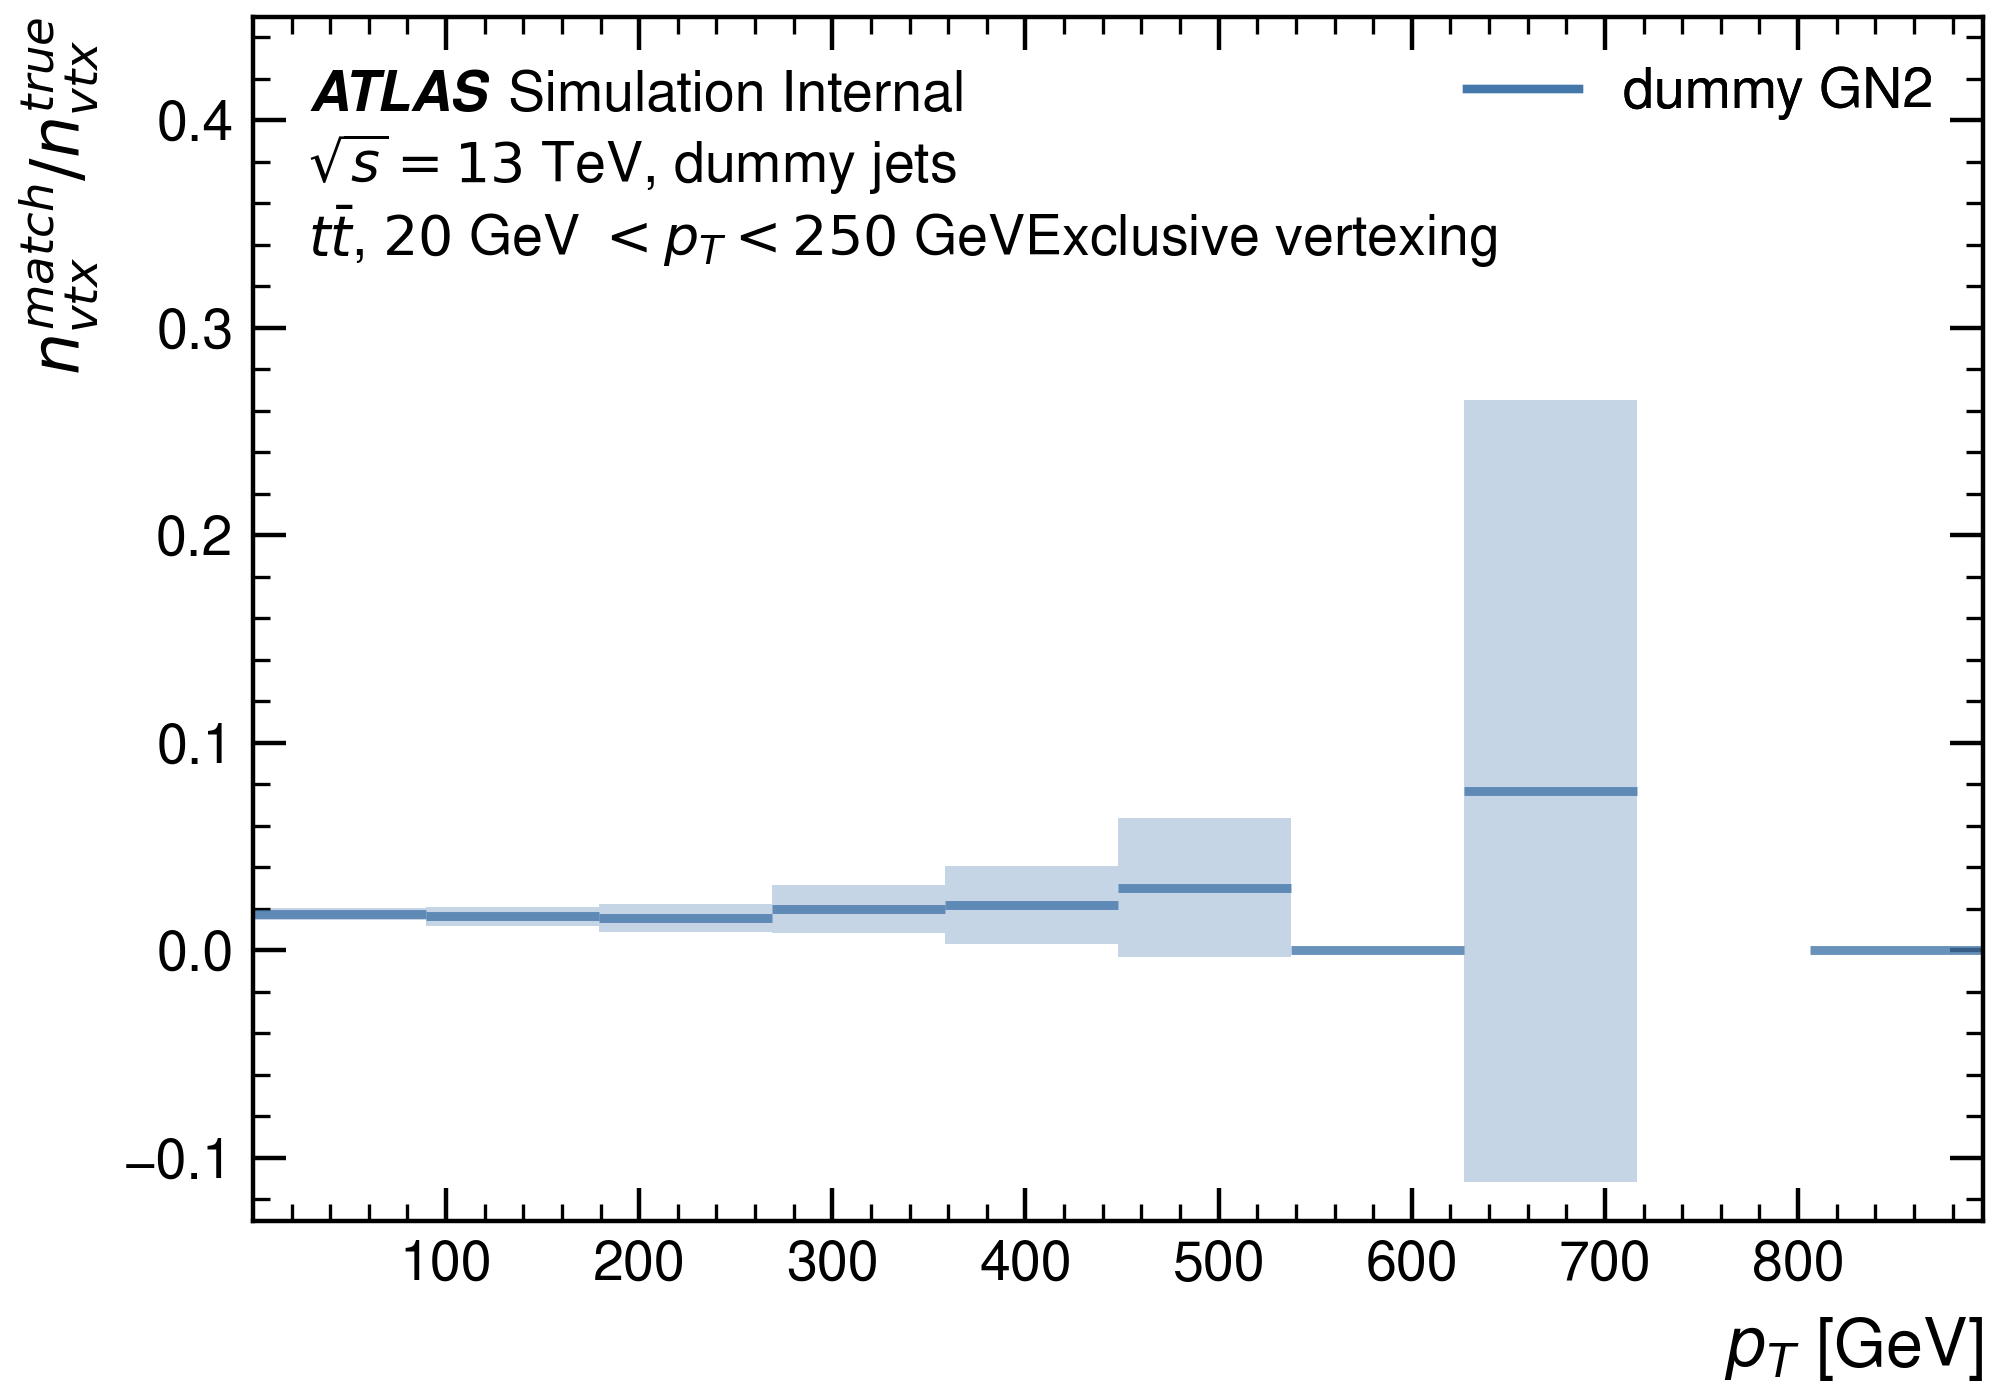 ATLAS Simulation Internal
√s = 13 TeV, dummy jets
tt̄, 20 GeV < p_T < 250 GeVExclusive vertexing
dummy GN2
n_vtx^match/n_vtx^true
0.4
0.3
0.2
0.1
0.0
−0.1
100 200 300 400 500 600 700 800
p_T [GeV]